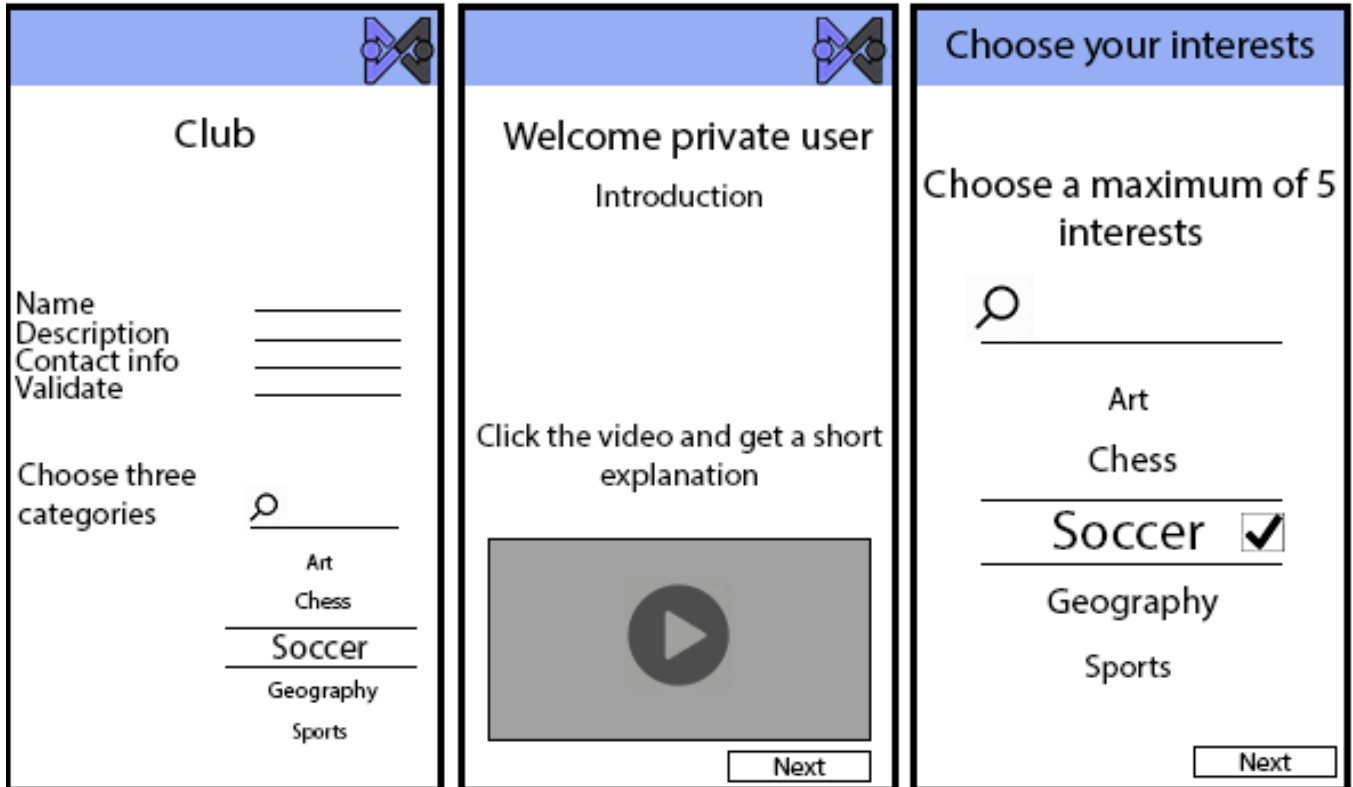 Club
Name
Description
Contact info
Validate
Choose three
categories
Art
Chess
Soccer
Geography
Sports
Welcome private user
Introduction
Click the video and get a short
explanation
Next
Choose your interests
Choose a maximum of 5
interests
Art
Chess
Soccer
Geography
Sports
Next